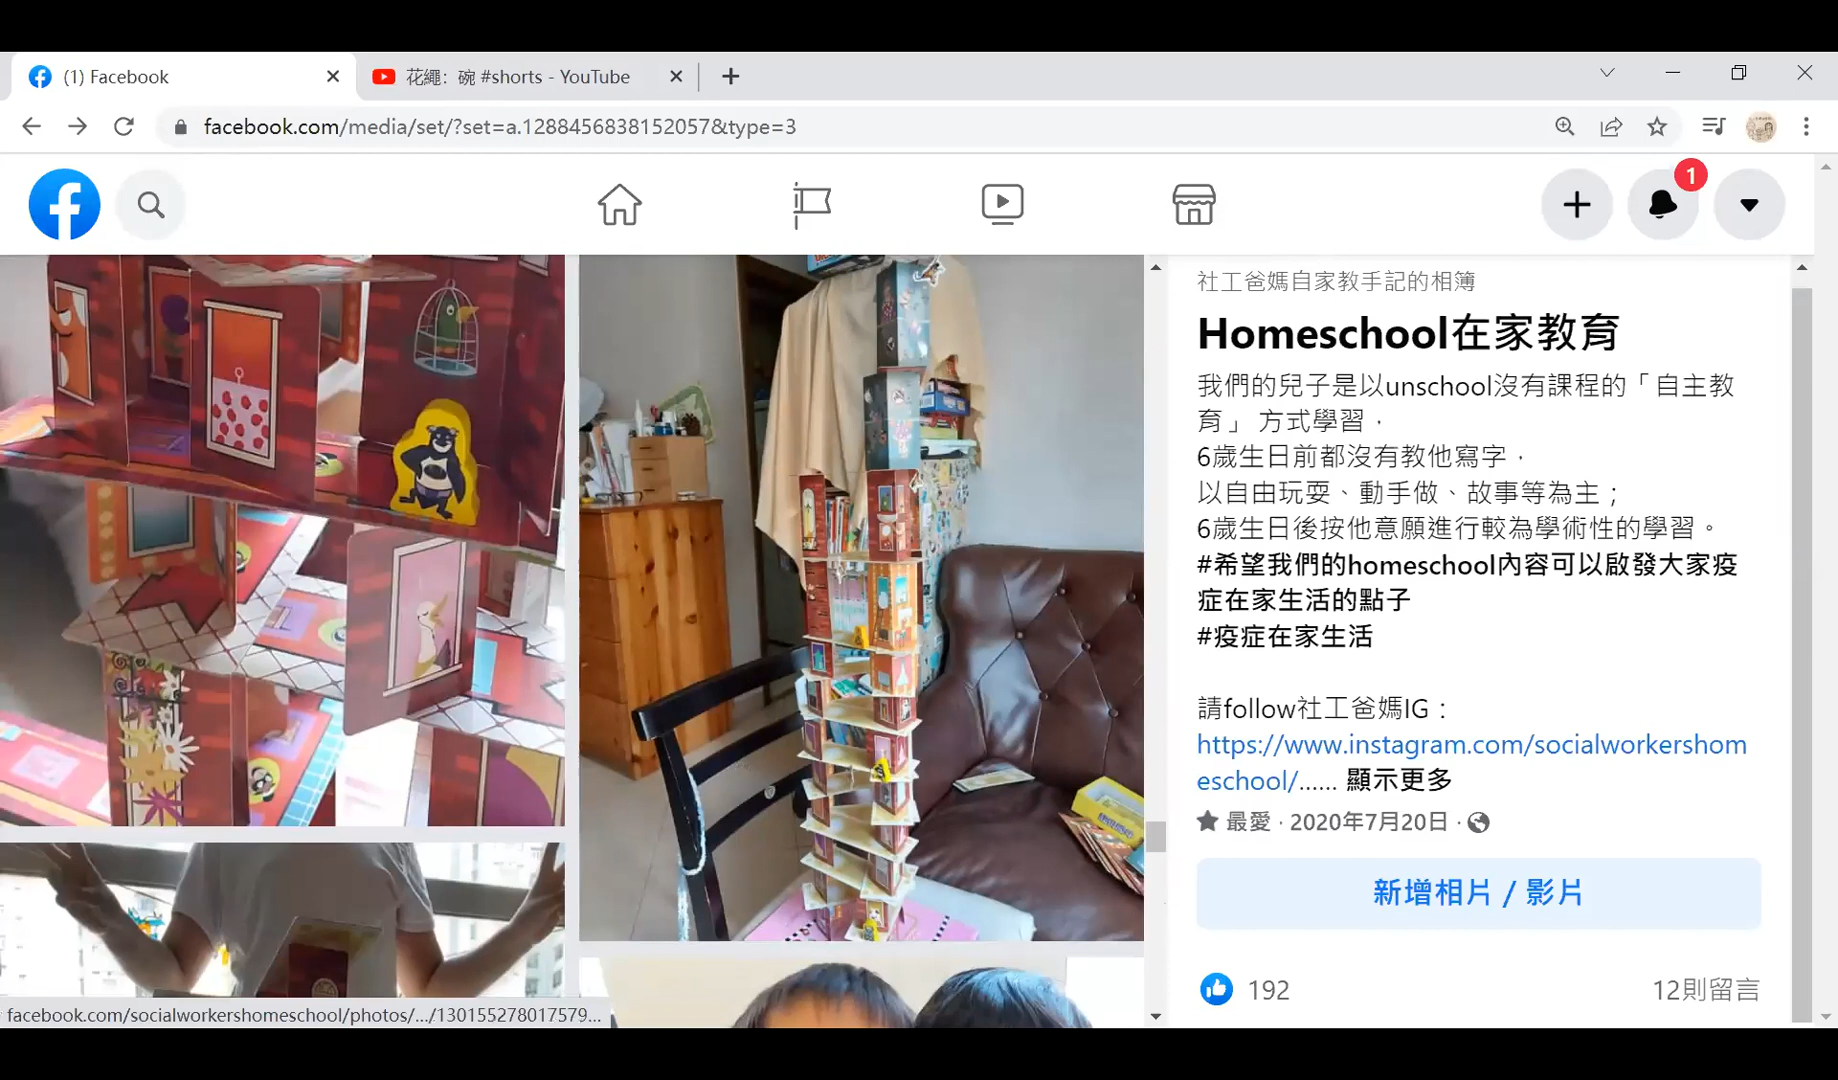 (1) Facebook
花繩：碗 #shorts - YouTube
facebook.com/media/set/?set=a.1288456838152057&type=3
1
社工爸媽自家教手記的相簿
Homeschool在家教育
我們的兒子是以unschool沒有課程的「自主教
育」方式學習，
6歲生日前都沒有教他寫字，
以自由玩耍、動手做、故事等為主；
6歲生日後按他意願進行較為學術性的學習。
#希望我們的homeschool內容可以啟發大家疫
症在家生活的點子
#疫症在家生活
請follow社工爸媽IG：
https://www.instagram.com/socialworkershom
eschool/...... 顯示更多
最愛 · 2020年7月20日 ·
新增相片 / 影片
192
12則留言
facebook.com/socialworkershomeschool/photos/.../130155278017579...